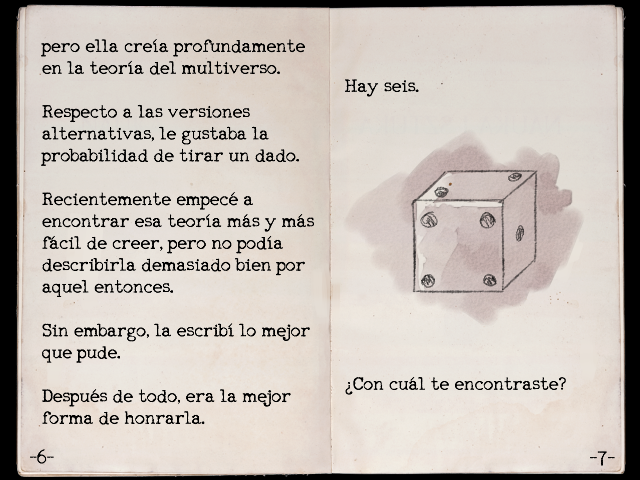 pero ella creía profundamente
en la teoría del multiverso.
Respecto a las versiones
alternativas, le gustaba la
probabilidad de tirar un dado.
Recientemente empecé a
encontrar esa teoría más y más
fácil de creer, pero no podía
describirla demasiado bien por
aquel entonces.
Sin embargo, la escribí lo mejor
que pude.
Después de todo, era la mejor
forma de honrarla.
-6-
Hay seis.
¿Con cuál te encontraste?
-7-